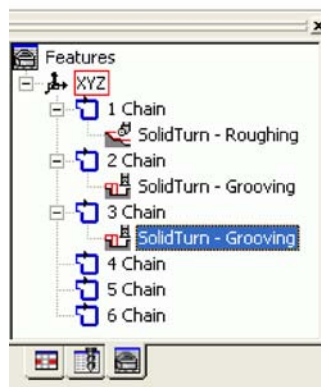 Features
XYZ
1 Chain
SolidTurn - Roughing
2 Chain
SolidTurn - Grooving
3 Chain
SolidTurn - Grooving
4 Chain
5 Chain
6 Chain